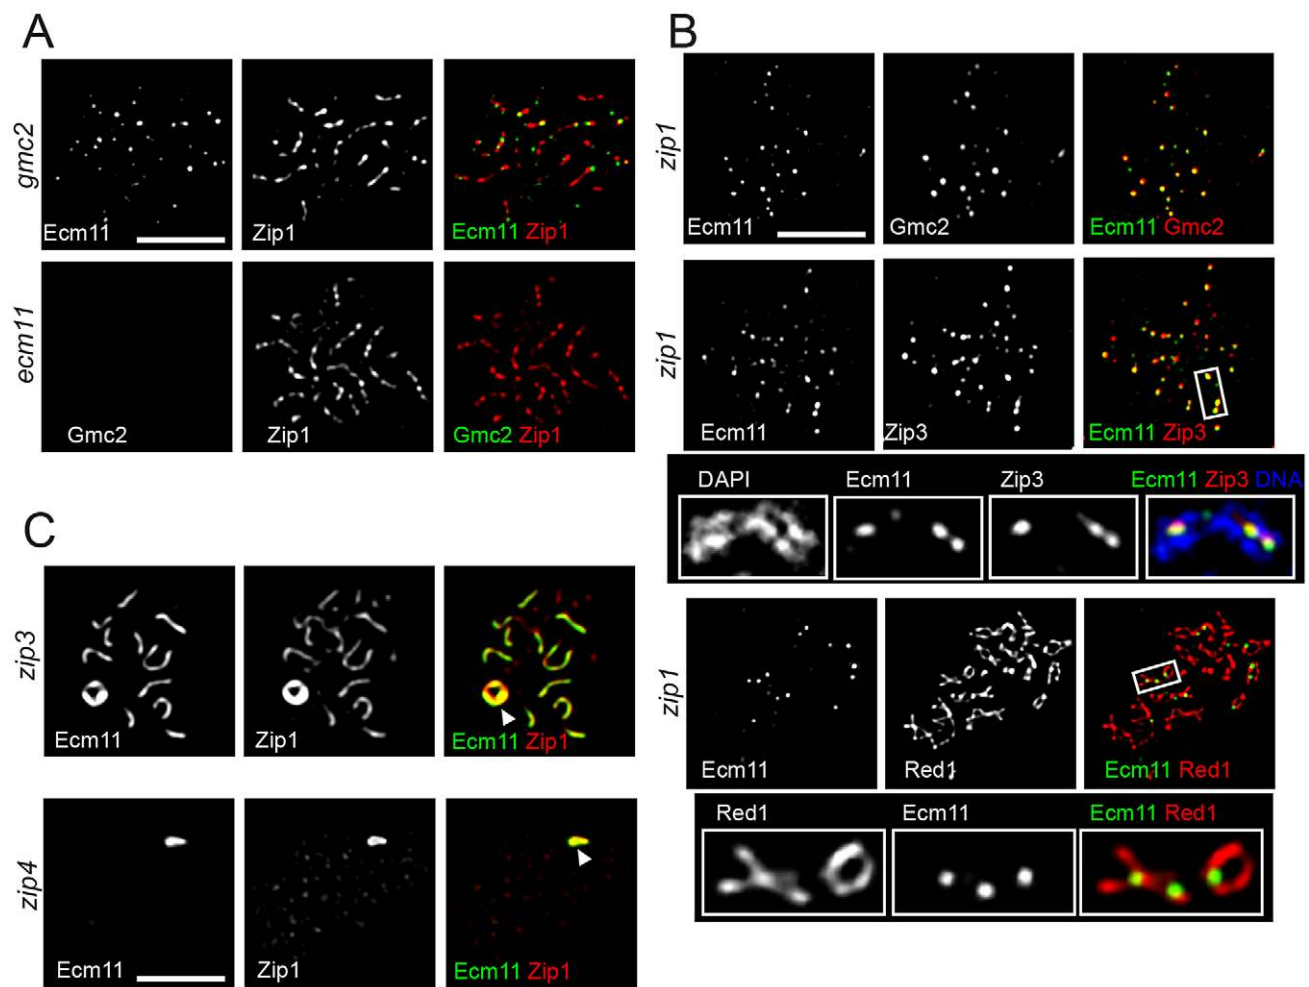 A
gmc2
Ecm11
Zip1
Ecm11 Zip1
ecm11
Gmc2
Zip1
Gmc2 Zip1
B
zip1
Ecm11
Gmc2
Ecm11 Gmc2
zip1
Ecm11
Zip3
Ecm11 Zip3
DAPI
Ecm11
Zip3
Ecm11 Zip3 DNA
zip1
Ecm11
Red1
Ecm11 Red1
Red1
Ecm11
Ecm11 Red1
C
zip3
Ecm11
Zip1
Ecm11 Zip1
zip4
Ecm11
Zip1
Ecm11 Zip1